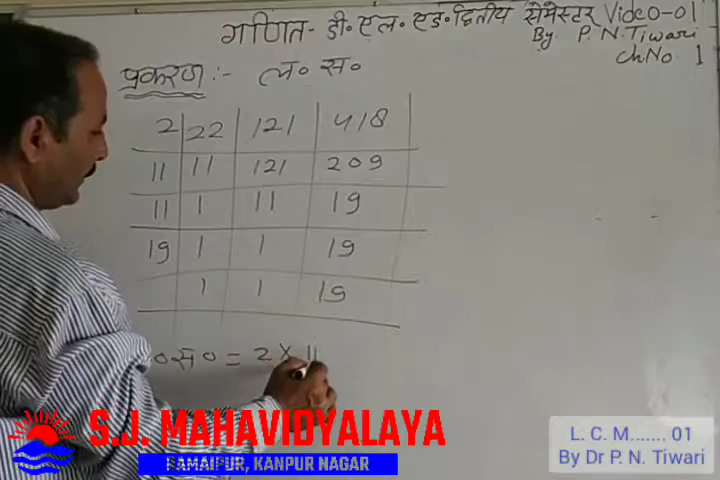 गणित- डी॰ एल॰ एड॰ द्वितीय सेमेस्टर Video-01
By. P. N. Tiwari
Ch.No. 1
प्रकरण :- ल॰ स॰
2 22 121 418
11 11 121 209
11 1 11 19
19 1 1 19
1 1 19
॰स॰ = 2 × 11
S.J. MAHAVIDYALAYA
RAMAIPUR, KANPUR NAGAR
L. C. M....... 01
By Dr P. N. Tiwari